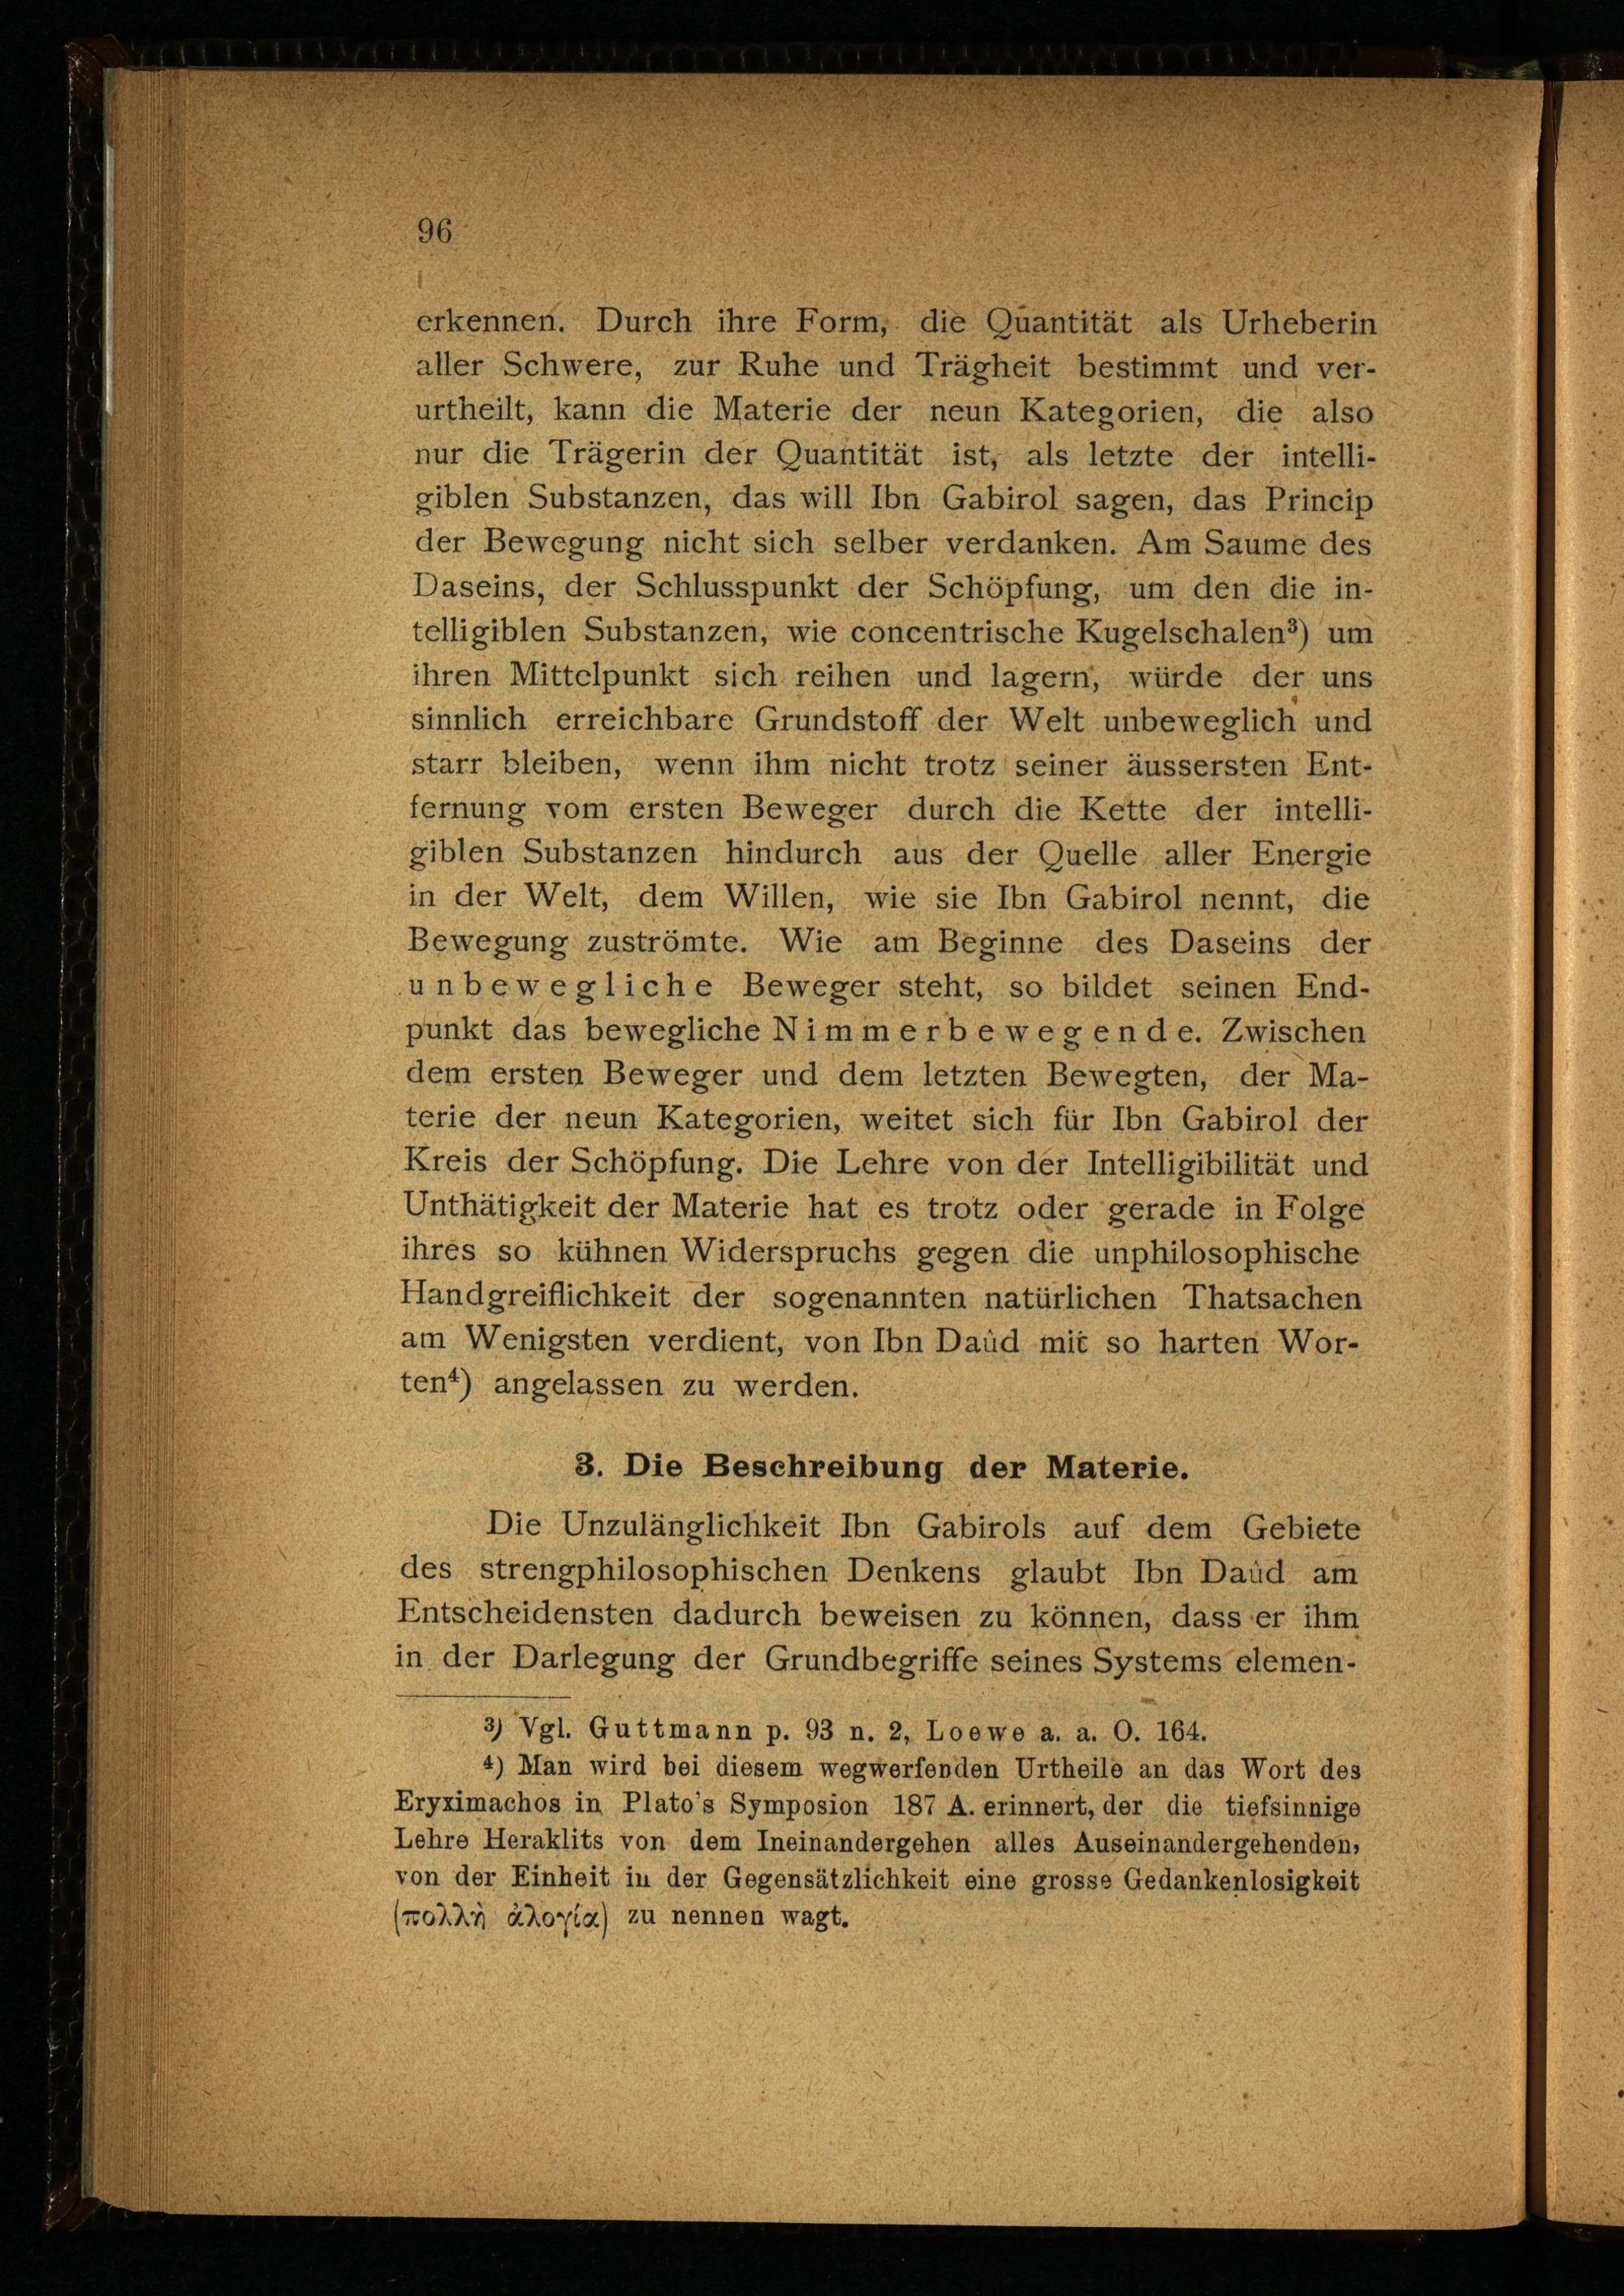 96
erkennen. Durch ihre Form, die Quantität als Urheberin
aller Schwere, zur Ruhe und Trägheit bestimmt und ver-
urtheilt, kann die Materie der neun Kategorien, die also
nur die Trägerin der Quantität ist, als letzte der intelli-
giblen Substanzen, das will Ibn Gabirol sagen, das Princip
der Bewegung nicht sich selber verdanken. Am Saume des
Daseins, der Schlusspunkt der Schöpfung, um den die in-
telligiblen Substanzen, wie concentrische Kugelschalen³) um
ihren Mittelpunkt sich reihen und lagern, würde der uns
sinnlich erreichbare Grundstoff der Welt unbeweglich und
starr bleiben, wenn ihm nicht trotz seiner äussersten Ent-
fernung vom ersten Beweger durch die Kette der intelli-
giblen Substanzen hindurch aus der Quelle aller Energie
in der Welt, dem Willen, wie sie Ibn Gabirol nennt, die
Bewegung zuströmte. Wie am Beginne des Daseins der
unbewegliche Beweger steht, so bildet seinen End-
punkt das bewegliche Nimmerbewegende. Zwischen
dem ersten Beweger und dem letzten Bewegten, der Ma-
terie der neun Kategorien, weitet sich für Ibn Gabirol der
Kreis der Schöpfung. Die Lehre von der Intelligibilität und
Unthätigkeit der Materie hat es trotz oder gerade in Folge
ihres so kühnen Widerspruchs gegen die unphilosophische
Handgreiflichkeit der sogenannten natürlichen Thatsachen
am Wenigsten verdient, von Ibn Daûd mit so harten Wor-
ten⁴) angelassen zu werden.
3. Die Beschreibung der Materie.
Die Unzulänglichkeit Ibn Gabirols auf dem Gebiete
des strengphilosophischen Denkens glaubt Ibn Daûd am
Entscheidensten dadurch beweisen zu können, dass er ihm
in der Darlegung der Grundbegriffe seines Systems elemen-
³) Vgl. Guttmann p. 93 n. 2, Loewe a. a. O. 164.
⁴) Man wird bei diesem wegwerfenden Urtheile an das Wort des
Eryximachos in Plato's Symposion 187 A. erinnert, der die tiefsinnige
Lehre Heraklits von dem Ineinandergehen alles Auseinandergehenden,
von der Einheit in der Gegensätzlichkeit eine grosse Gedankenlosigkeit
(πολλὴ ἀλογία) zu nennen wagt.